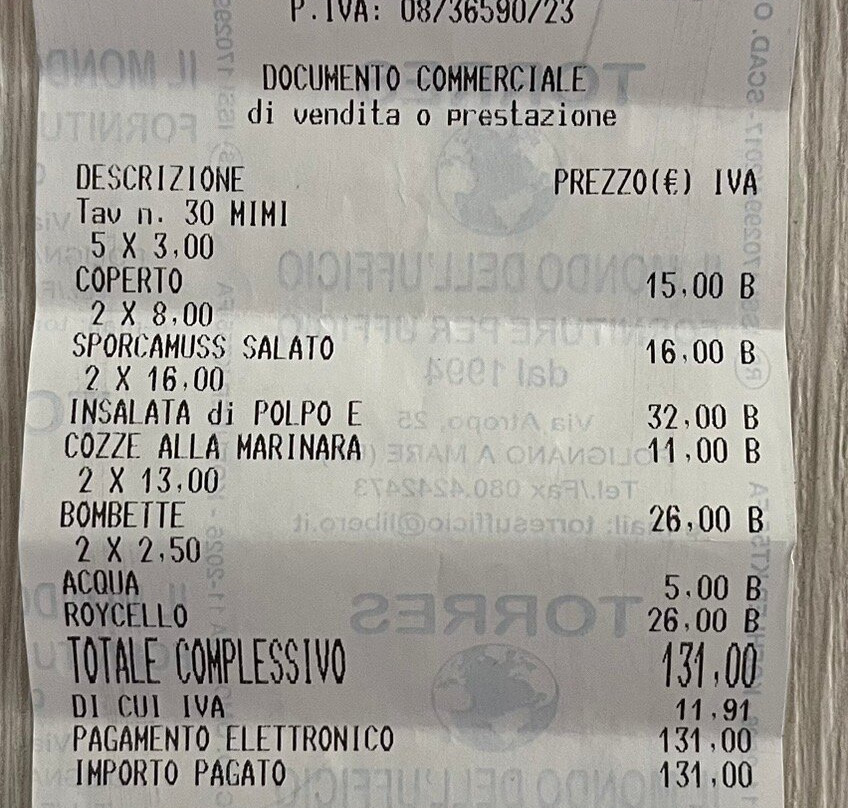 P.IVA: 08736590723
DOCUMENTO COMMERCIALE
di vendita o prestazione
DESCRIZIONE PREZZO(€) IVA
Tav n. 30 MIMI
5 X 3,00
COPERTO 15,00 B
2 X 8,00
SPORCAMUSS SALATO 16,00 B
2 X 16,00
INSALATA di POLPO E 32,00 B
COZZE ALLA MARINARA 11,00 B
2 X 13,00
BOMBETTE 26,00 B
2 X 2,50
ACQUA 5,00 B
ROYCELLO 26,00 B
TOTALE COMPLESSIVO 131,00
DI CUI IVA 11,91
PAGAMENTO ELETTRONICO 131,00
IMPORTO PAGATO 131,00